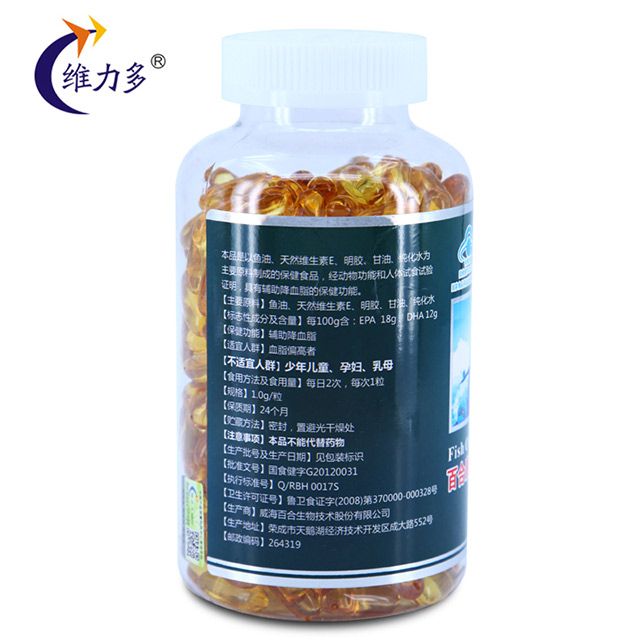 维力多®
本品是以鱼油、天然维生素E、明胶、甘油、纯化水为
主要原料制成的保健食品，经动物功能和人体试食试验
证明，具有辅助降血脂的保健功能。
【主要原料】鱼油、天然维生素E、明胶、甘油、纯化水
【标志性成分及含量】每100g含：EPA 18g、DHA 12g
【保健功能】辅助降血脂
【适宜人群】血脂偏高者
【不适宜人群】少年儿童、孕妇、乳母
【食用方法及食用量】每日2次，每次1粒
【规格】1.0g/粒
【保质期】24个月
【贮藏方法】密封，置避光干燥处
【注意事项】本品不能代替药物
【生产批号及生产日期】见包装标识
【批准文号】国食健字G20120031
【执行标准号】Q/RBH 0017S
【卫生许可证号】鲁卫食证字(2008)第370000-000328号
【生产商】威海百合生物技术股份有限公司
【生产地址】荣成市天鹅湖经济技术开发区成大路552号
【邮政编码】264319
Fish
百合